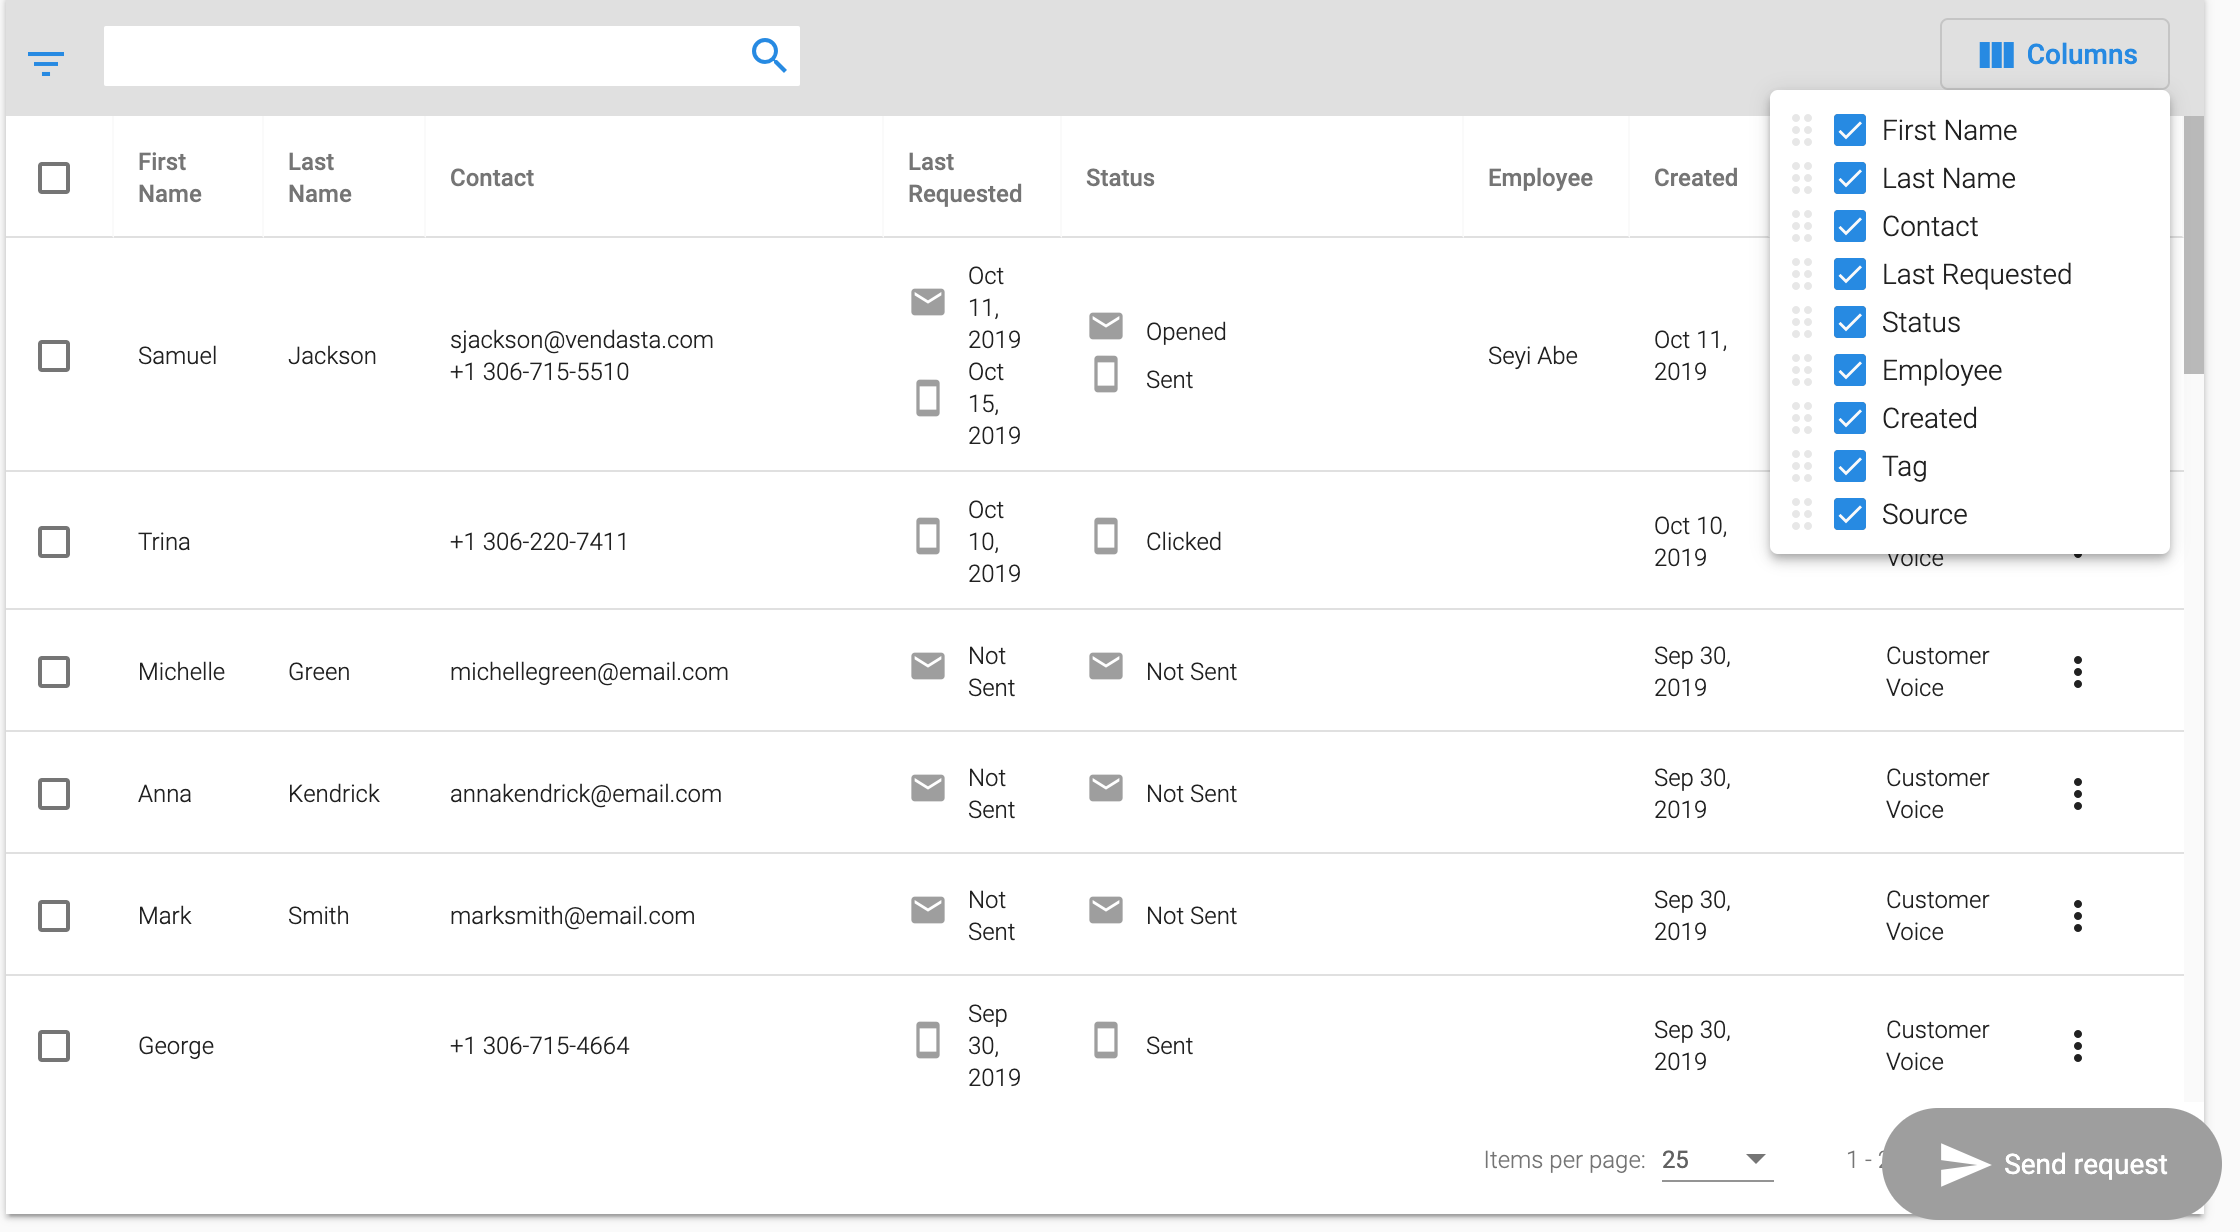 Columns
First Name
Last Name
Contact
Last Requested
Status
Employee
Created
Tag
Source
First
Name
Last
Name
Contact
Last
Requested
Status
Employee
Created
Samuel
Jackson
sjackson@vendasta.com
+1 306-715-5510
Oct
11,
2019
Oct
15,
2019
Opened
Sent
Seyi Abe
Oct 11,
2019
Trina
+1 306-220-7411
Oct
10,
2019
Clicked
Oct 10,
2019
Voice
Michelle
Green
michellegreen@email.com
Not
Sent
Not Sent
Sep 30,
2019
Customer
Voice
Anna
Kendrick
annakendrick@email.com
Not
Sent
Not Sent
Sep 30,
2019
Customer
Voice
Mark
Smith
marksmith@email.com
Not
Sent
Not Sent
Sep 30,
2019
Customer
Voice
George
+1 306-715-4664
Sep
30,
2019
Sent
Sep 30,
2019
Customer
Voice
Items per page: 25
1 -
Send request